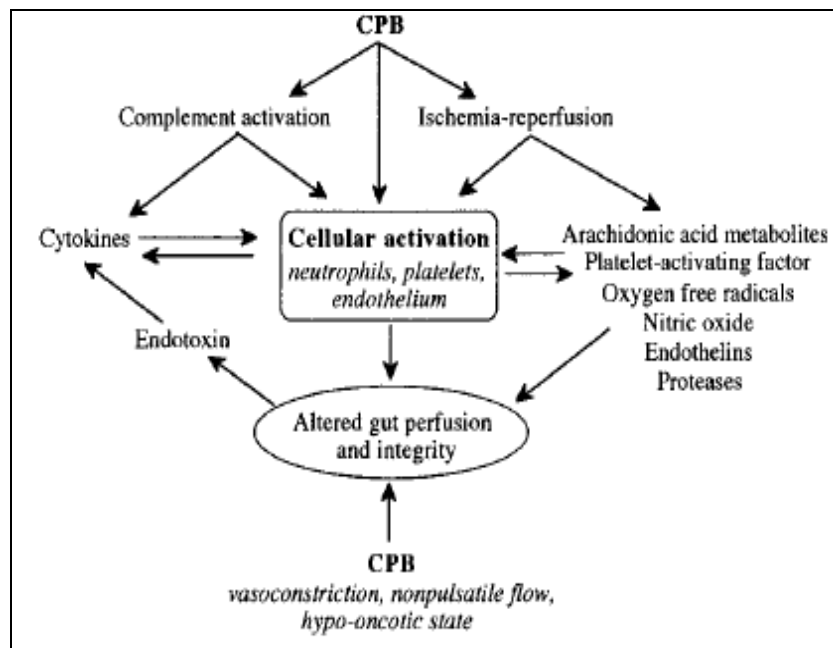 CPB
Complement activation
Ischemia-reperfusion
Cytokines
Cellular activation
neutrophils, platelets,
endothelium
Arachidonic acid metabolites
Platelet-activating factor
Oxygen free radicals
Nitric oxide
Endothelins
Proteases
Endotoxin
Altered gut perfusion
and integrity
CPB
vasoconstriction, nonpulsatile flow,
hypo-oncotic state